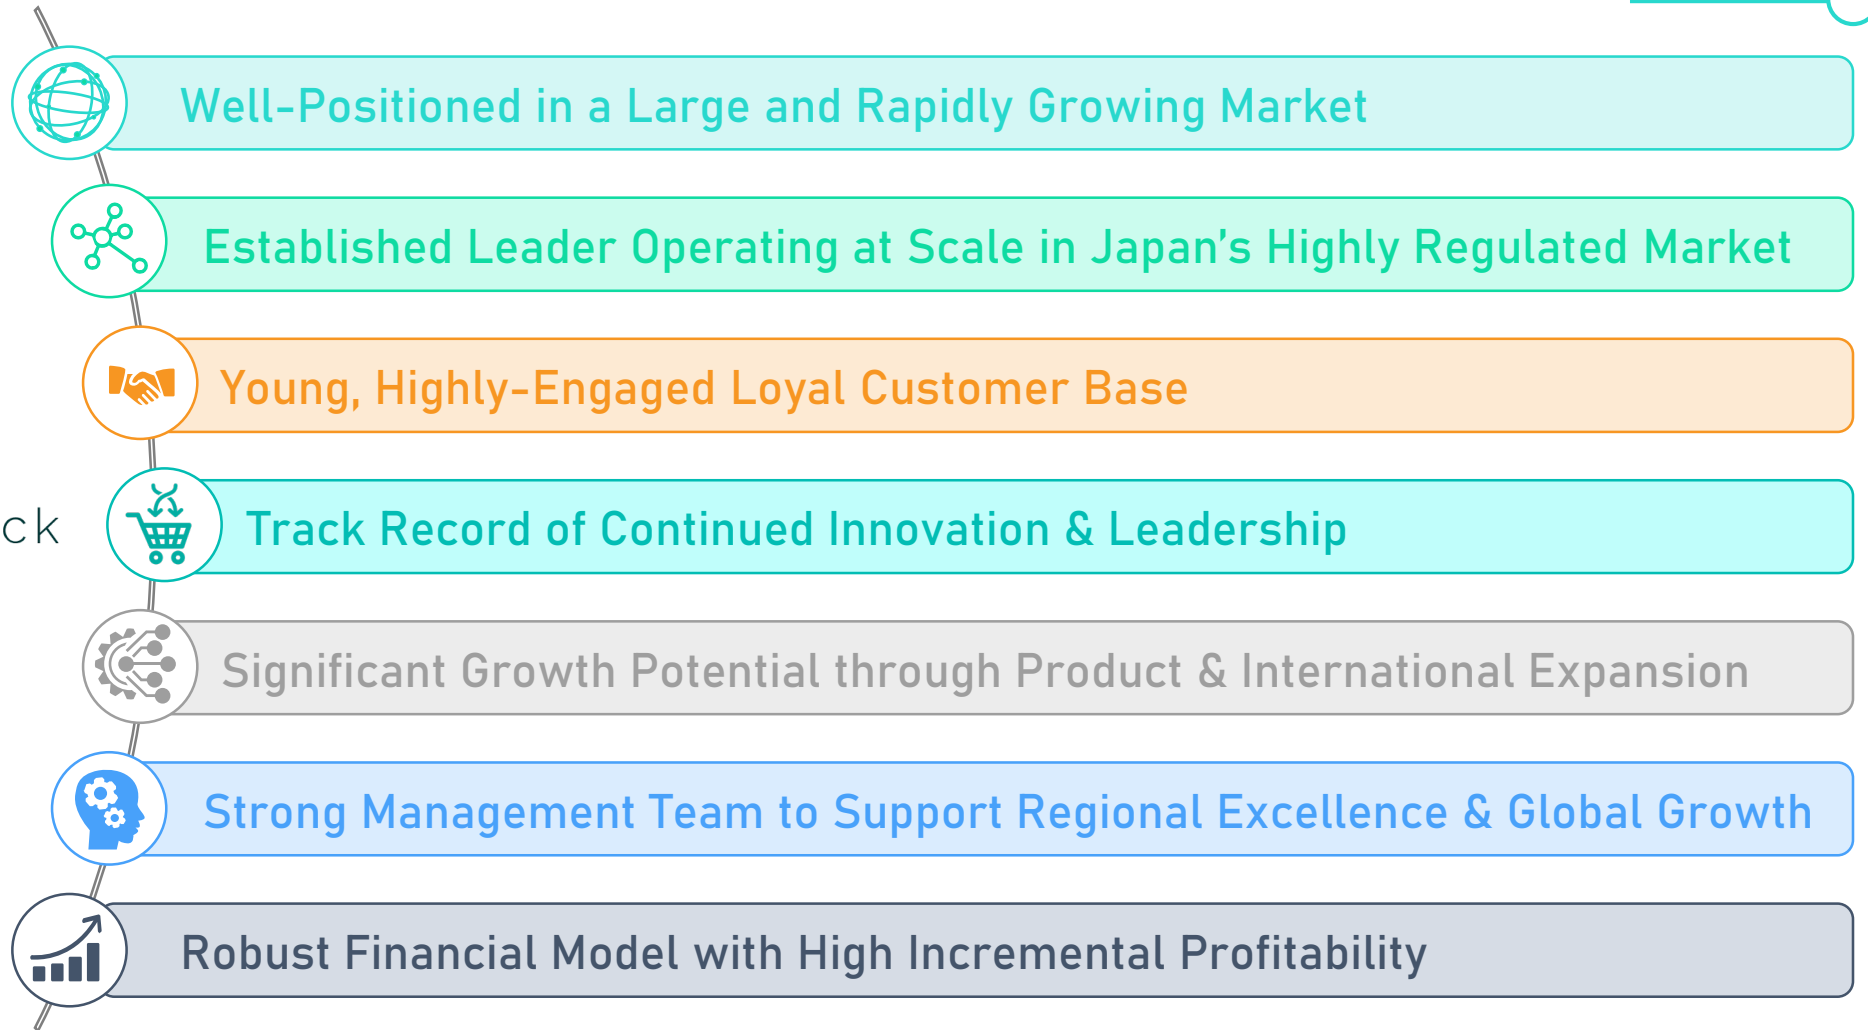 Well-Positioned in a Large and Rapidly Growing Market
Established Leader Operating at Scale in Japan’s Highly Regulated Market
Young, Highly-Engaged Loyal Customer Base
ck
Track Record of Continued Innovation & Leadership
Significant Growth Potential through Product & International Expansion
Strong Management Team to Support Regional Excellence & Global Growth
Robust Financial Model with High Incremental Profitability